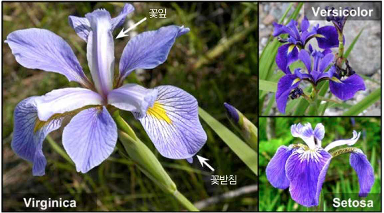 꽃잎
Versicolor
꽃받침
Virginica
Setosa